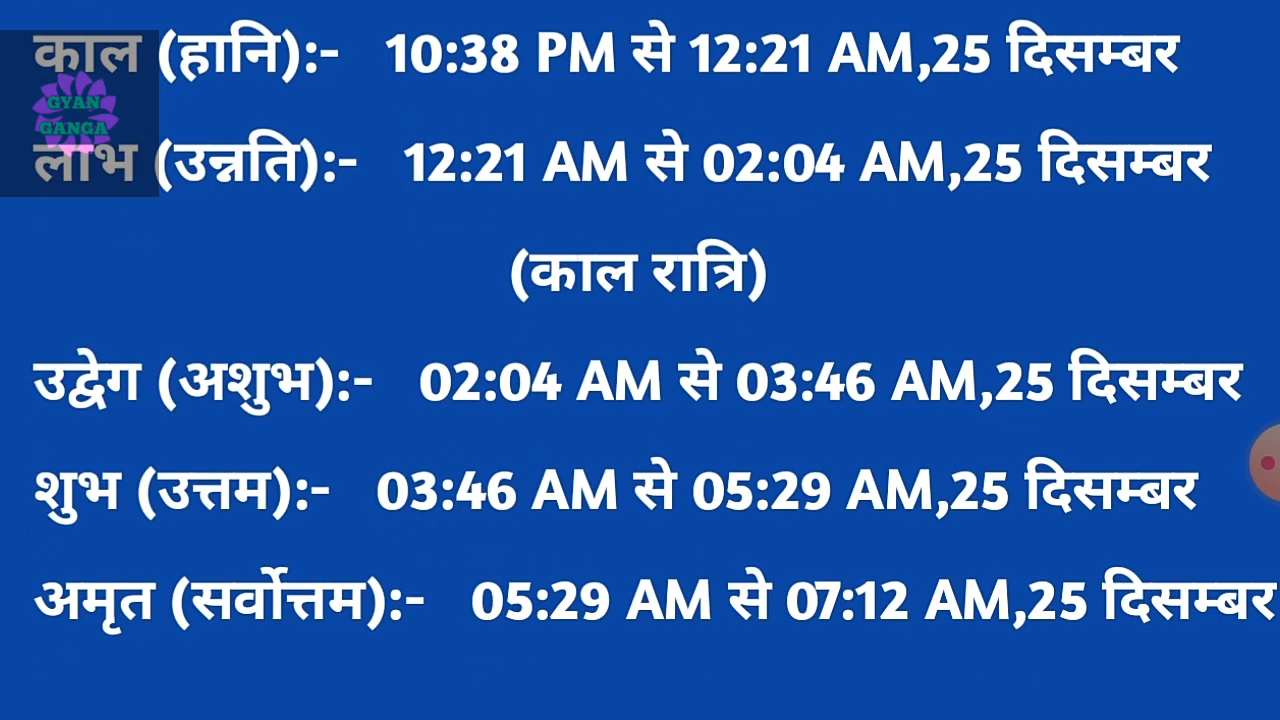 काल (हानि):- 10:38 PM से 12:21 AM,25 दिसम्बर
GYAN
GANGA
लाभ (उन्नति):- 12:21 AM से 02:04 AM,25 दिसम्बर
(काल रात्रि)
उद्वेग (अशुभ):- 02:04 AM से 03:46 AM,25 दिसम्बर
शुभ (उत्तम):- 03:46 AM से 05:29 AM,25 दिसम्बर
अमृत (सर्वोत्तम):- 05:29 AM से 07:12 AM,25 दिसम्बर